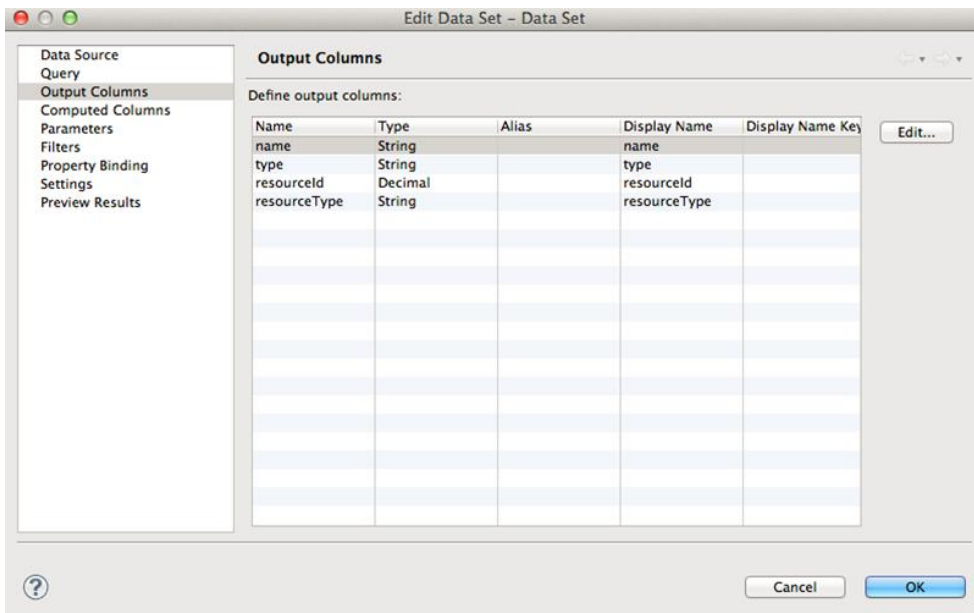 Edit Data Set – Data Set
Data Source
Query
Output Columns
Computed Columns
Parameters
Filters
Property Binding
Settings
Preview Results
Output Columns
Define output columns:
Name Type Alias Display Name Display Name Key
name String name
type String type
resourceId Decimal resourceId
resourceType String resourceType
Edit...
?
Cancel OK